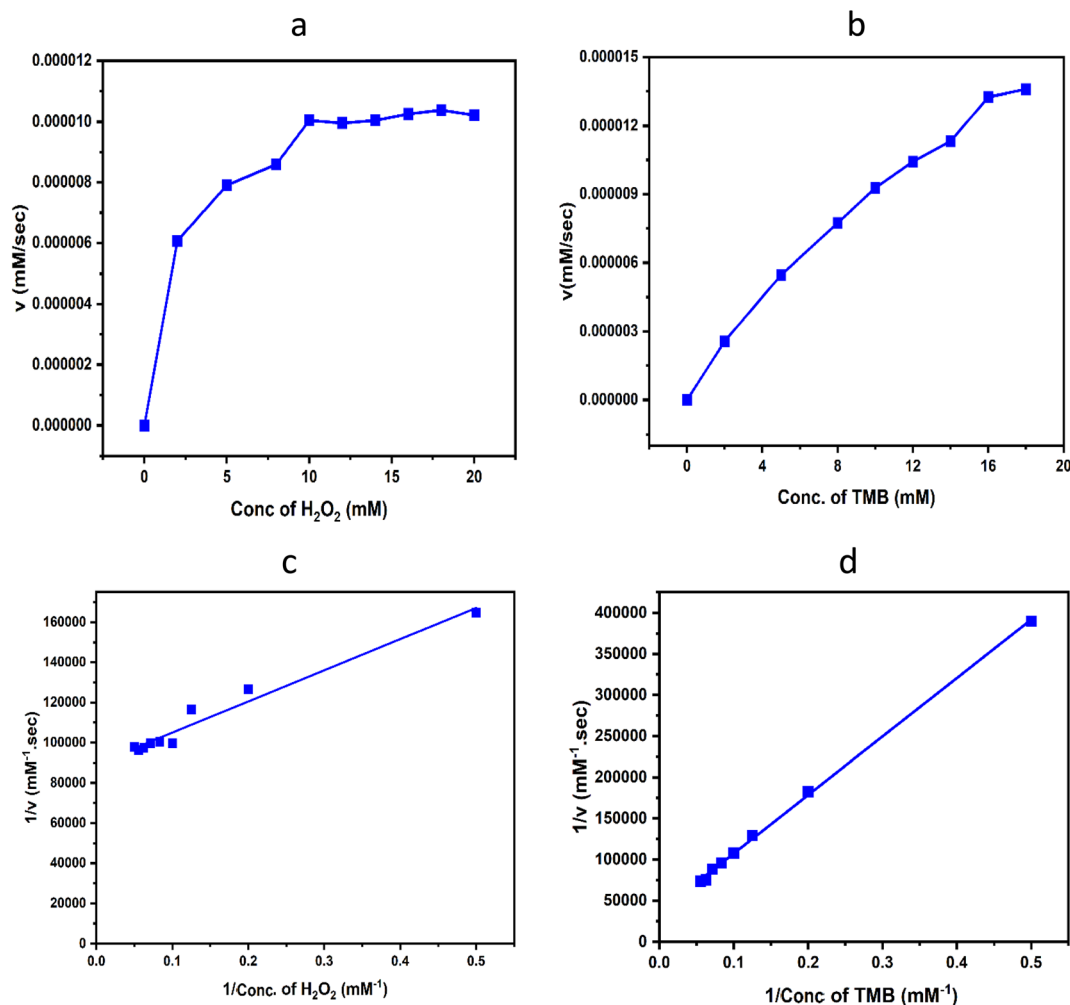 a
0.000012
0.000010
0.000008
0.000006
0.000004
0.000002
0.000000
v (mM/sec)
0 5 10 15 20
Conc of H₂O₂ (mM)
b
0.000015
0.000012
0.000009
0.000006
0.000003
0.000000
v(mM/sec)
0 4 8 12 16 20
Conc. of TMB (mM)
c
160000
140000
120000
100000
80000
60000
40000
20000
0
1/v (mM⁻¹.sec)
0.0 0.1 0.2 0.3 0.4 0.5
1/Conc. of H₂O₂ (mM⁻¹)
d
400000
350000
300000
250000
200000
150000
100000
50000
0
1/v (mM⁻¹.sec)
0.0 0.1 0.2 0.3 0.4 0.5
1/Conc of TMB (mM⁻¹)